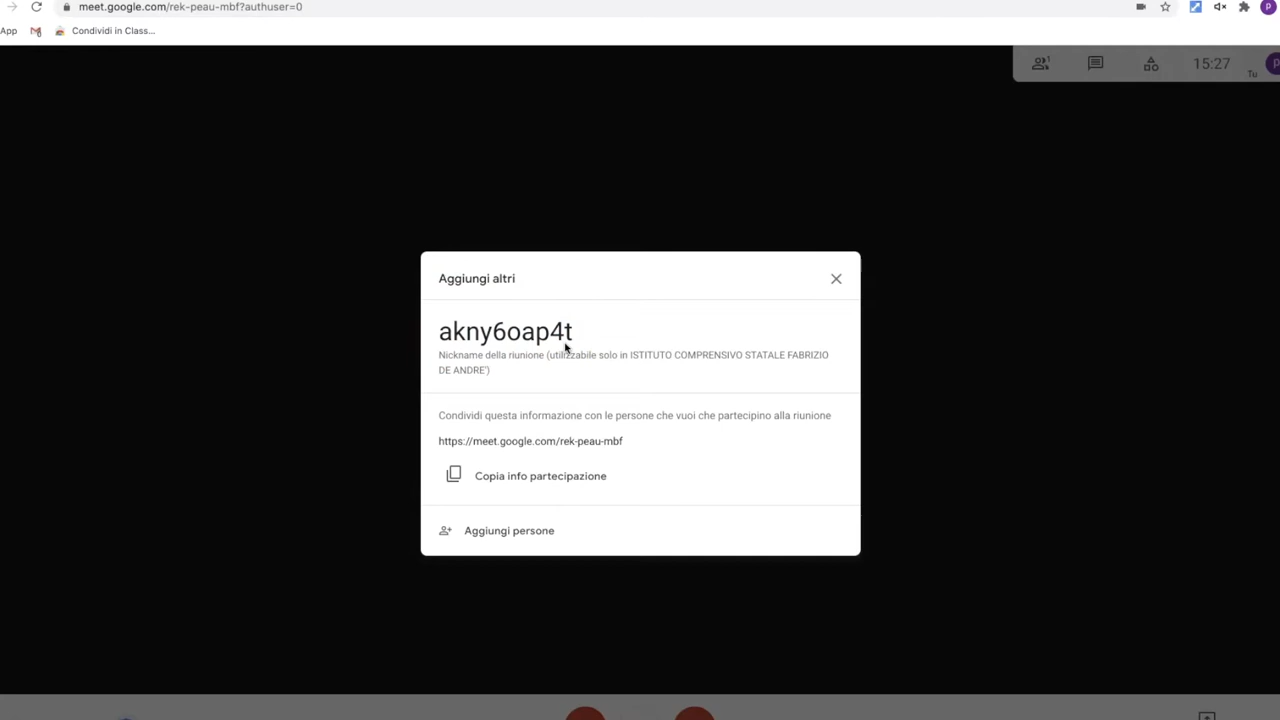 meet.google.com/rek-peau-mbf?authuser=0
P
App
Condividi in Class...
1
15:27
Tu
P
Aggiungi altri
akny6oap4t
Nickname della riunione (utilizzabile solo in ISTITUTO COMPRENSIVO STATALE FABRIZIO
DE ANDRE')
Condividi questa informazione con le persone che vuoi che partecipino alla riunione
https://meet.google.com/rek-peau-mbf
Copia info partecipazione
Aggiungi persone